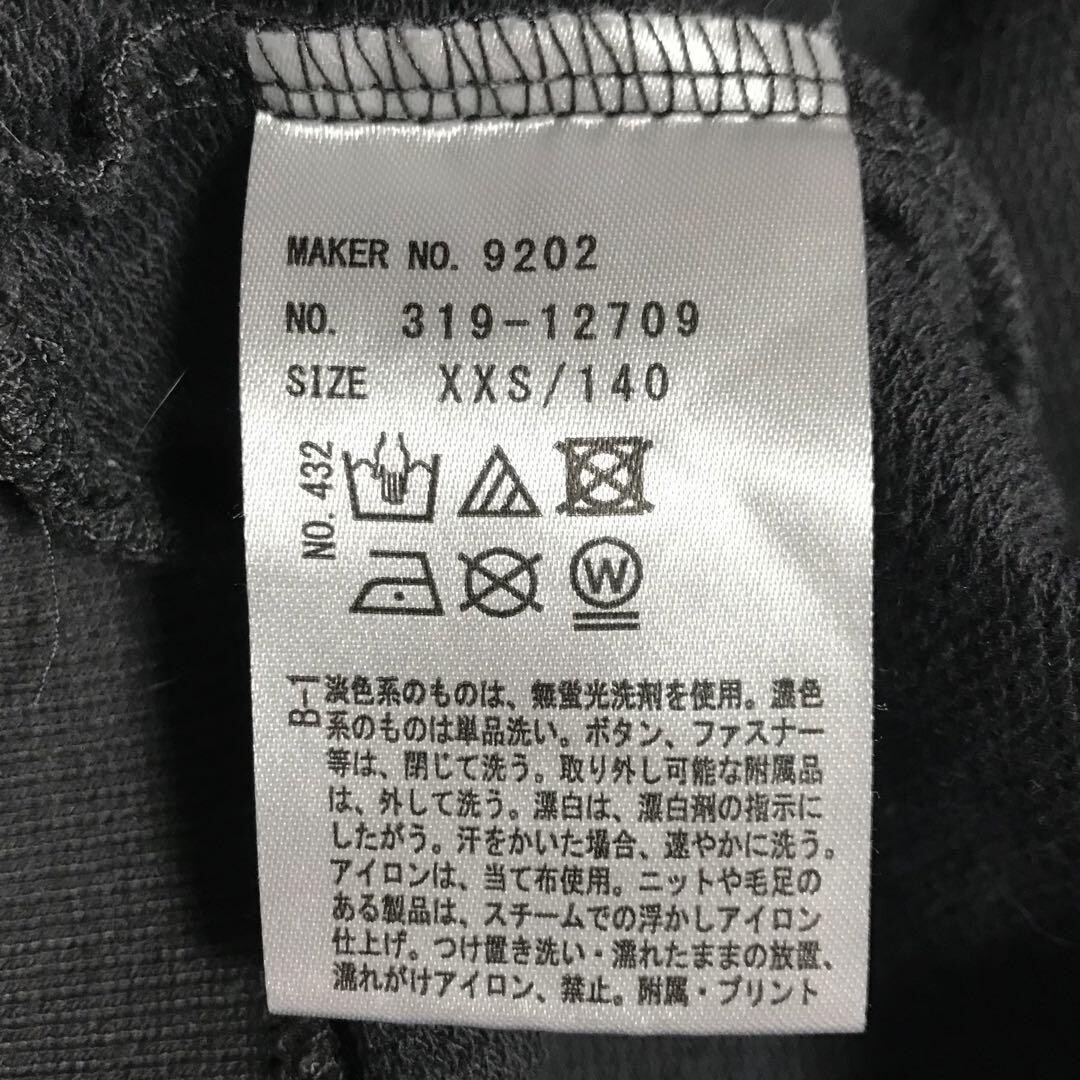 MAKER NO. 9202
NO. 319-12709
SIZE XXS/140
NO. 432
W
B-1
淡色系のものは、無蛍光洗剤を使用。濃色
系のものは単品洗い。ボタン、ファスナー
等は、閉じて洗う。取り外し可能な附属品
は、外して洗う。漂白は、漂白剤の指示に
したがう。汗をかいた場合、速やかに洗う。
アイロンは、当て布使用。ニットや毛足の
ある製品は、スチームでの浮かしアイロン
仕上げ。つけ置き洗い・濡れたままの放置、
濡れがけアイロン、禁止。附属・プリント